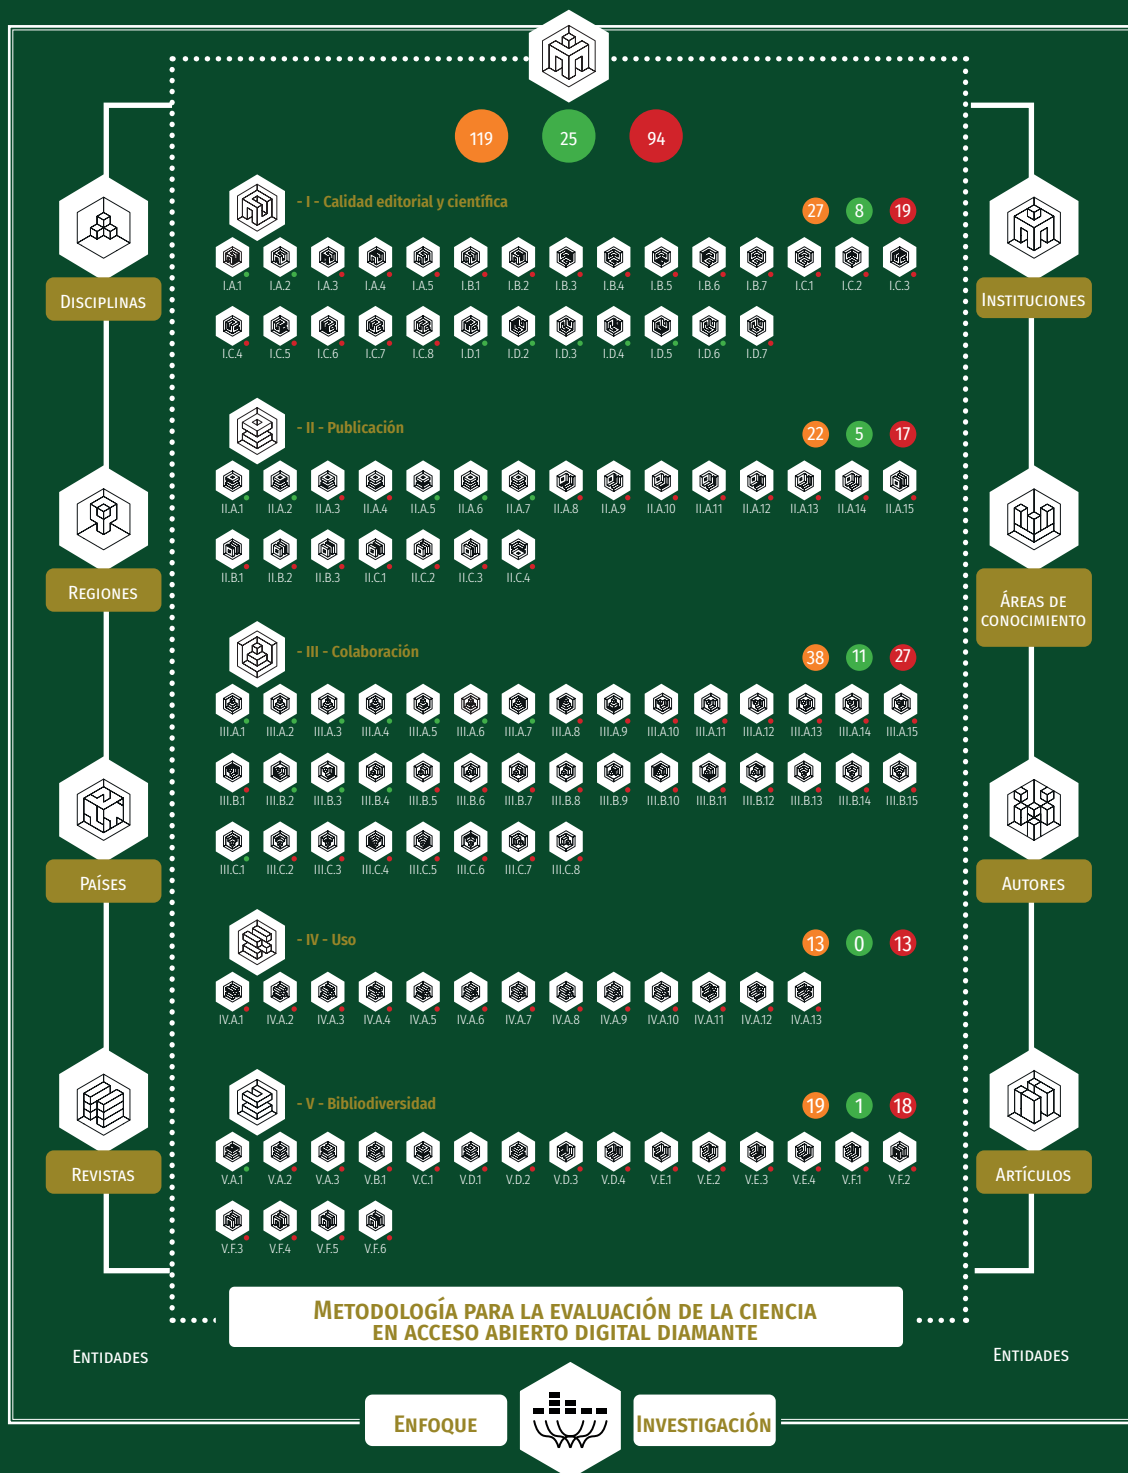 119 25 94
- I - Calidad editorial y científica
27 8 19
I.A.1 I.A.2 I.A.3 I.A.4 I.A.5 I.B.1 I.B.2 I.B.3 I.B.4 I.B.5 I.B.6 I.B.7 I.C.1 I.C.2 I.C.3
I.C.4 I.C.5 I.C.6 I.C.7 I.C.8 I.D.1 I.D.2 I.D.3 I.D.4 I.D.5 I.D.6 I.D.7
- II - Publicación
22 5 17
II.A.1 II.A.2 II.A.3 II.A.4 II.A.5 II.A.6 II.A.7 II.A.8 II.A.9 II.A.10 II.A.11 II.A.12 II.A.13 II.A.14 II.A.15
II.B.1 II.B.2 II.B.3 II.C.1 II.C.2 II.C.3 II.C.4
- III - Colaboración
38 11 27
III.A.1 III.A.2 III.A.3 III.A.4 III.A.5 III.A.6 III.A.7 III.A.8 III.A.9 III.A.10 III.A.11 III.A.12 III.A.13 III.A.14 III.A.15
III.B.1 III.B.2 III.B.3 III.B.4 III.B.5 III.B.6 III.B.7 III.B.8 III.B.9 III.B.10 III.B.11 III.B.12 III.B.13 III.B.14 III.B.15
III.C.1 III.C.2 III.C.3 III.C.4 III.C.5 III.C.6 III.C.7 III.C.8
- IV - Uso
13 0 13
IV.A.1 IV.A.2 IV.A.3 IV.A.4 IV.A.5 IV.A.6 IV.A.7 IV.A.8 IV.A.9 IV.A.10 IV.A.11 IV.A.12 IV.A.13
- V - Bibliodiversidad
19 1 18
V.A.1 V.A.2 V.A.3 V.B.1 V.C.1 V.D.1 V.D.2 V.D.3 V.D.4 V.E.1 V.E.2 V.E.3 V.E.4 V.F.1 V.F.2
V.F.3 V.F.4 V.F.5 V.F.6
Disciplinas
Regiones
Países
Revistas
Entidades
Instituciones
Áreas de
conocimiento
Autores
Artículos
Entidades
Metodología para la evaluación de la ciencia
en acceso abierto digital diamante
Enfoque
Investigación